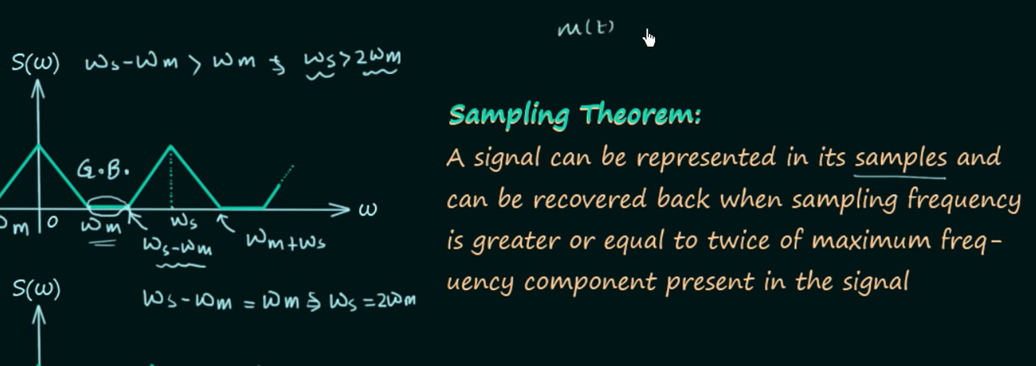 m(t)
S(ω) ωs-ωm > ωm ⇒ ωs>2ωm
Sampling Theorem:
A signal can be represented in its samples and
can be recovered back when sampling frequency
is greater or equal to twice of maximum freq-
uency component present in the signal
G.B.
ωm 0 ωm ωs ω
ωs-ωm ωm+ωs
S(ω) ωs-ωm = ωm & ωs = 2ωm